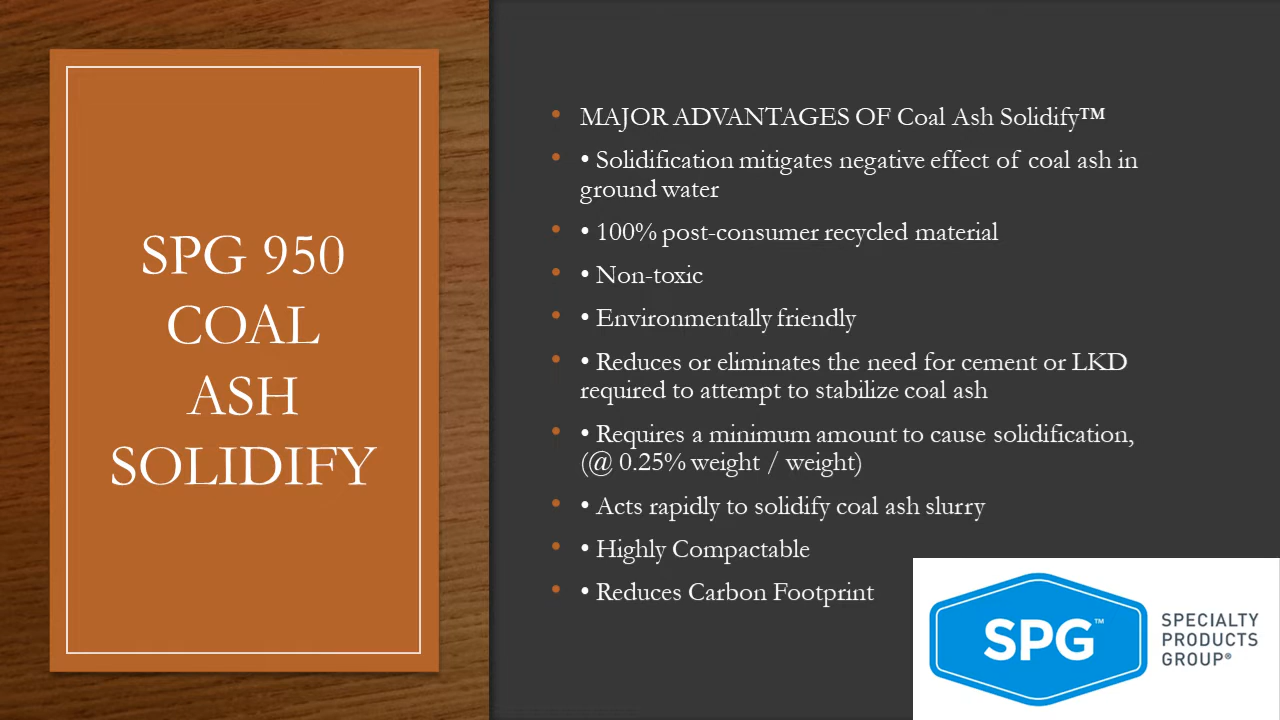 SPG 950
COAL
ASH
SOLIDIFY
• MAJOR ADVANTAGES OF Coal Ash Solidify™
• • Solidification mitigates negative effect of coal ash in
ground water
• • 100% post-consumer recycled material
• • Non-toxic
• • Environmentally friendly
• • Reduces or eliminates the need for cement or LKD
required to attempt to stabilize coal ash
• • Requires a minimum amount to cause solidification,
(@ 0.25% weight / weight)
• • Acts rapidly to solidify coal ash slurry
• • Highly Compactable
• • Reduces Carbon Footprint
SPG™
SPECIALTY
PRODUCTS
GROUP®